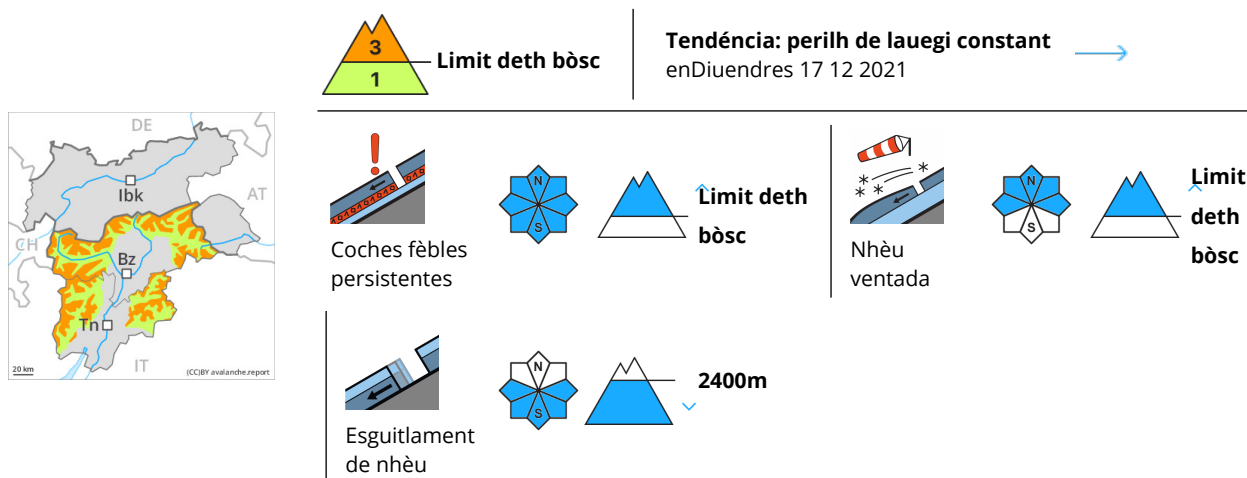 3
1
Limit deth bòsc
Tendéncia: perilh de lauegi constant
enDiuendres 17 12 2021
DE
Ibk
AT
CH
Bz
Tn
IT
20 km
(CC)BY avalanche.report
N
S
Limit deth
bòsc
Coches fèbles
persistentes
N
S
Limit
deth
bòsc
Nhèu
ventada
N
S
2400m
Esguitlament
de nhèu